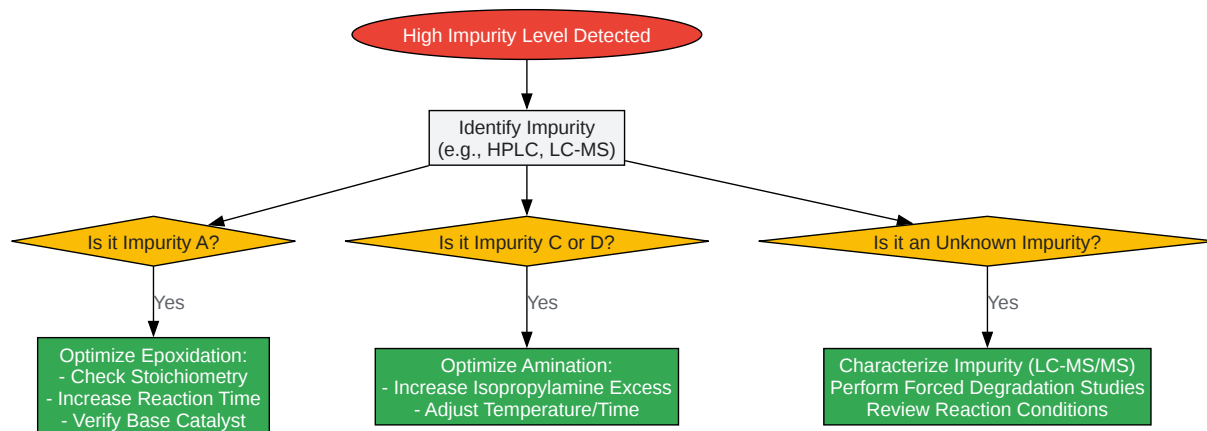 High Impurity Level Detected
Identify Impurity
(e.g., HPLC, LC-MS)
Is it Impurity A?
Is it Impurity C or D?
Is it an Unknown Impurity?
Yes
Yes
Yes
Optimize Epoxidation:
- Check Stoichiometry
- Increase Reaction Time
- Verify Base Catalyst
Optimize Amination:
- Increase Isopropylamine Excess
- Adjust Temperature/Time
Characterize Impurity (LC-MS/MS)
Perform Forced Degradation Studies
Review Reaction Conditions